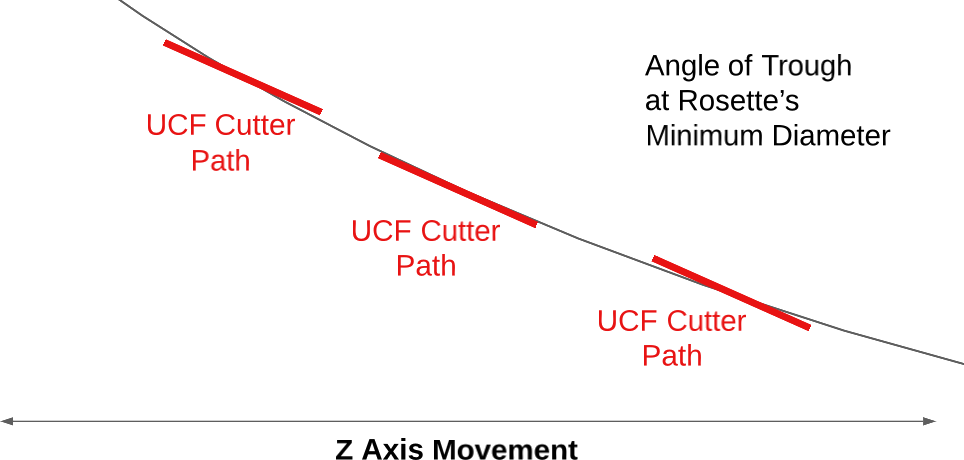 Angle of Trough
at Rosette’s
Minimum Diameter
UCF Cutter
Path
UCF Cutter
Path
UCF Cutter
Path
Z Axis Movement